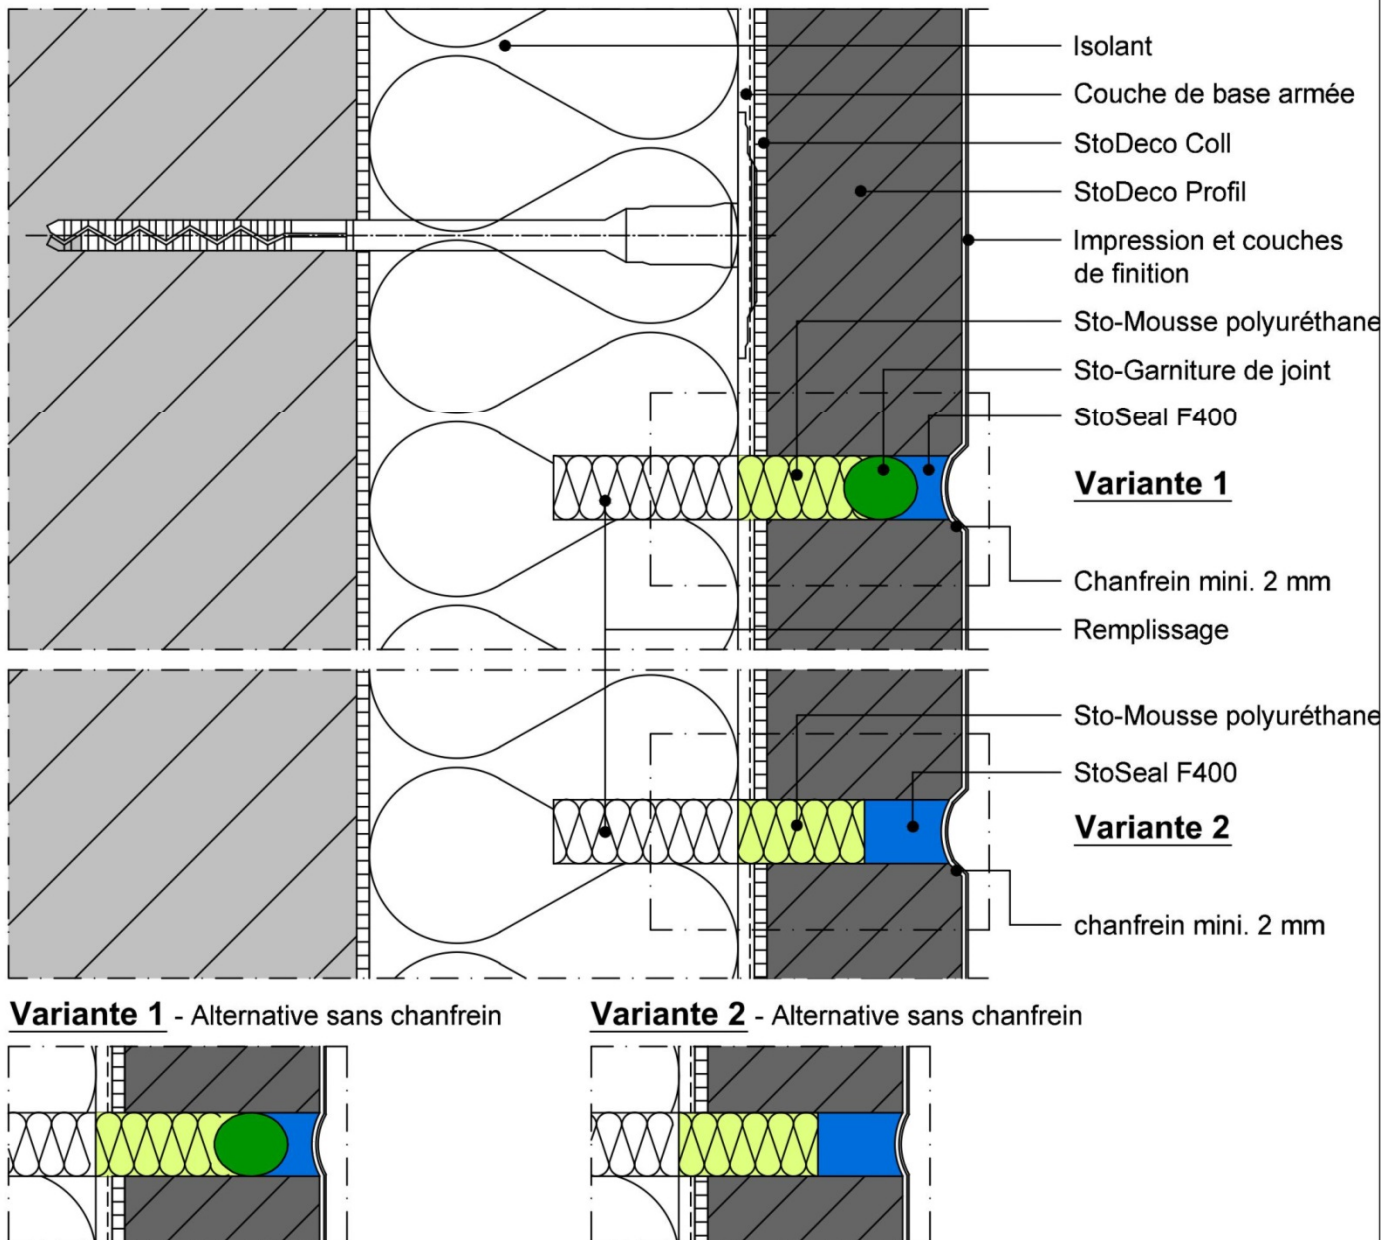 Isolant
Couche de base armée
StoDeco Coll
StoDeco Profil
Impression et couches
de finition
Sto-Mousse polyuréthane
Sto-Garniture de joint
StoSeal F400
Variante 1
Chanfrein mini. 2 mm
Remplissage
Sto-Mousse polyuréthane
StoSeal F400
Variante 2
chanfrein mini. 2 mm
Variante 1 - Alternative sans chanfrein
Variante 2 - Alternative sans chanfrein